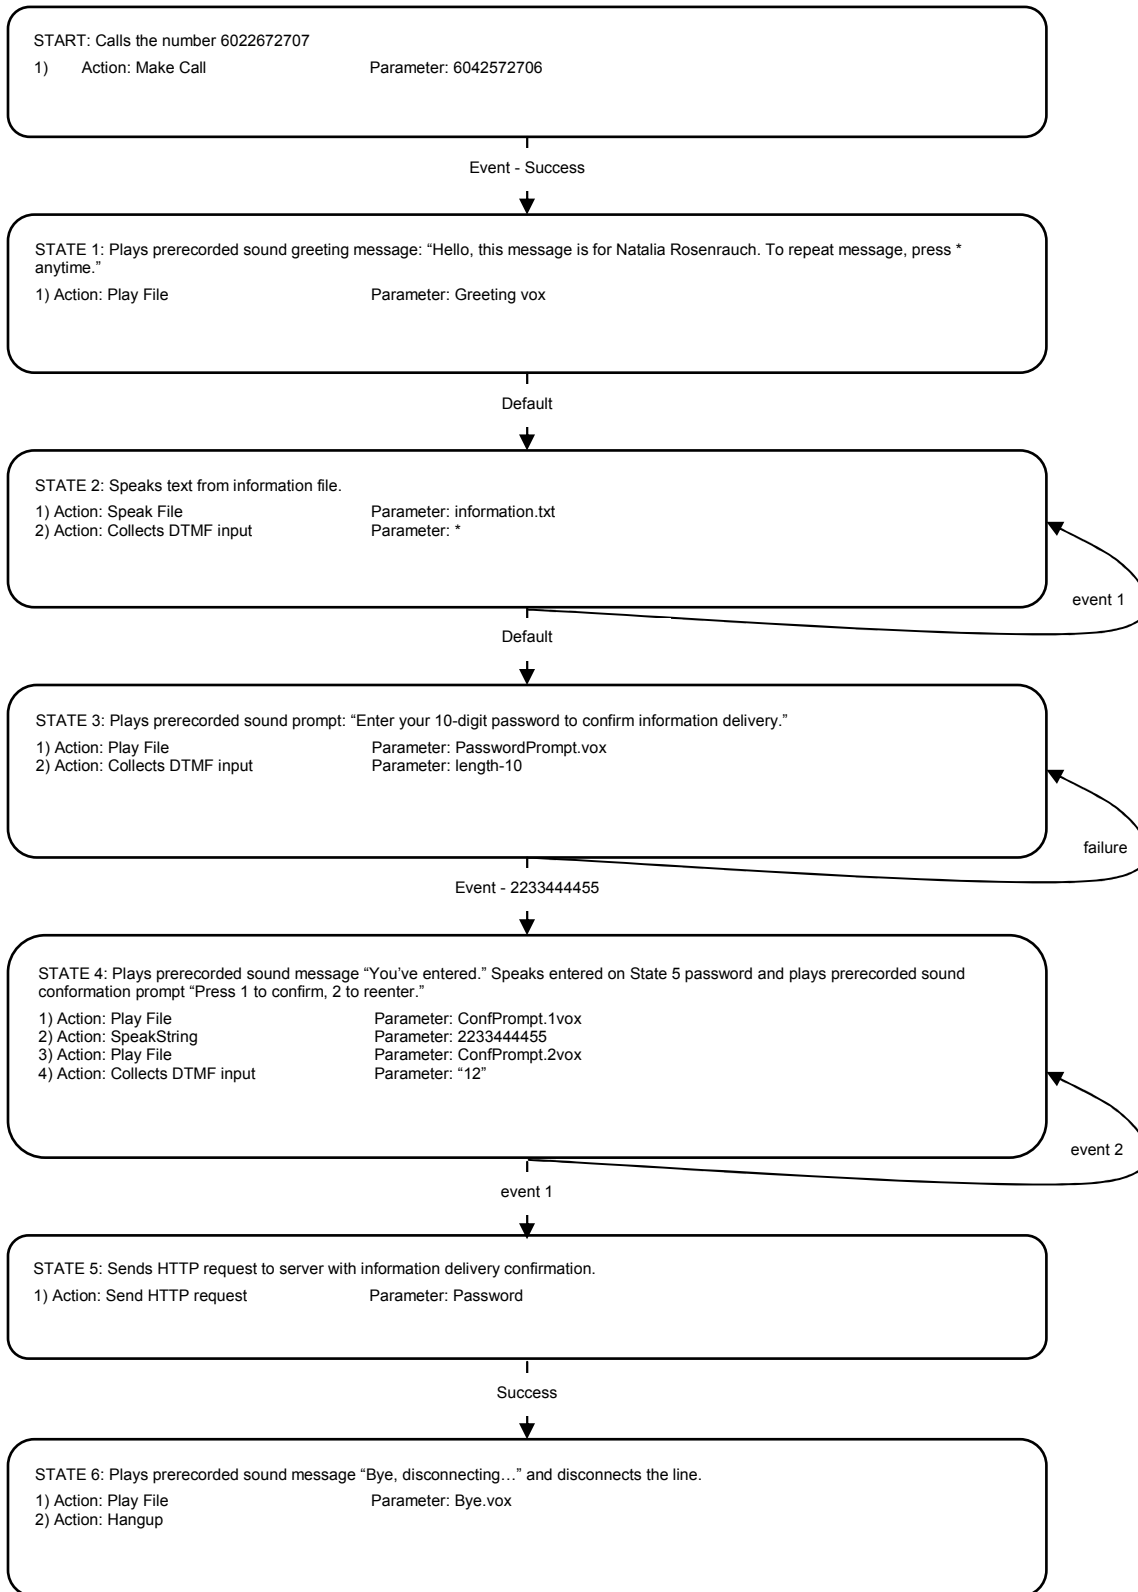 START: Calls the number 6022672707
1) Action: Make Call Parameter: 6042572706
Event - Success
STATE 1: Plays prerecorded sound greeting message: “Hello, this message is for Natalia Rosenrauch. To repeat message, press *
anytime.”
1) Action: Play File Parameter: Greeting vox
Default
STATE 2: Speaks text from information file.
1) Action: Speak File Parameter: information.txt
2) Action: Collects DTMF input Parameter: *
event 1
Default
STATE 3: Plays prerecorded sound prompt: “Enter your 10-digit password to confirm information delivery.”
1) Action: Play File Parameter: PasswordPrompt.vox
2) Action: Collects DTMF input Parameter: length-10
failure
Event - 2233444455
STATE 4: Plays prerecorded sound message “You’ve entered.” Speaks entered on State 5 password and plays prerecorded sound
conformation prompt “Press 1 to confirm, 2 to reenter.”
1) Action: Play File Parameter: ConfPrompt.1vox
2) Action: SpeakString Parameter: 2233444455
3) Action: Play File Parameter: ConfPrompt.2vox
4) Action: Collects DTMF input Parameter: “12”
event 2
event 1
STATE 5: Sends HTTP request to server with information delivery confirmation.
1) Action: Send HTTP request Parameter: Password
Success
STATE 6: Plays prerecorded sound message “Bye, disconnecting…” and disconnects the line.
1) Action: Play File Parameter: Bye.vox
2) Action: Hangup